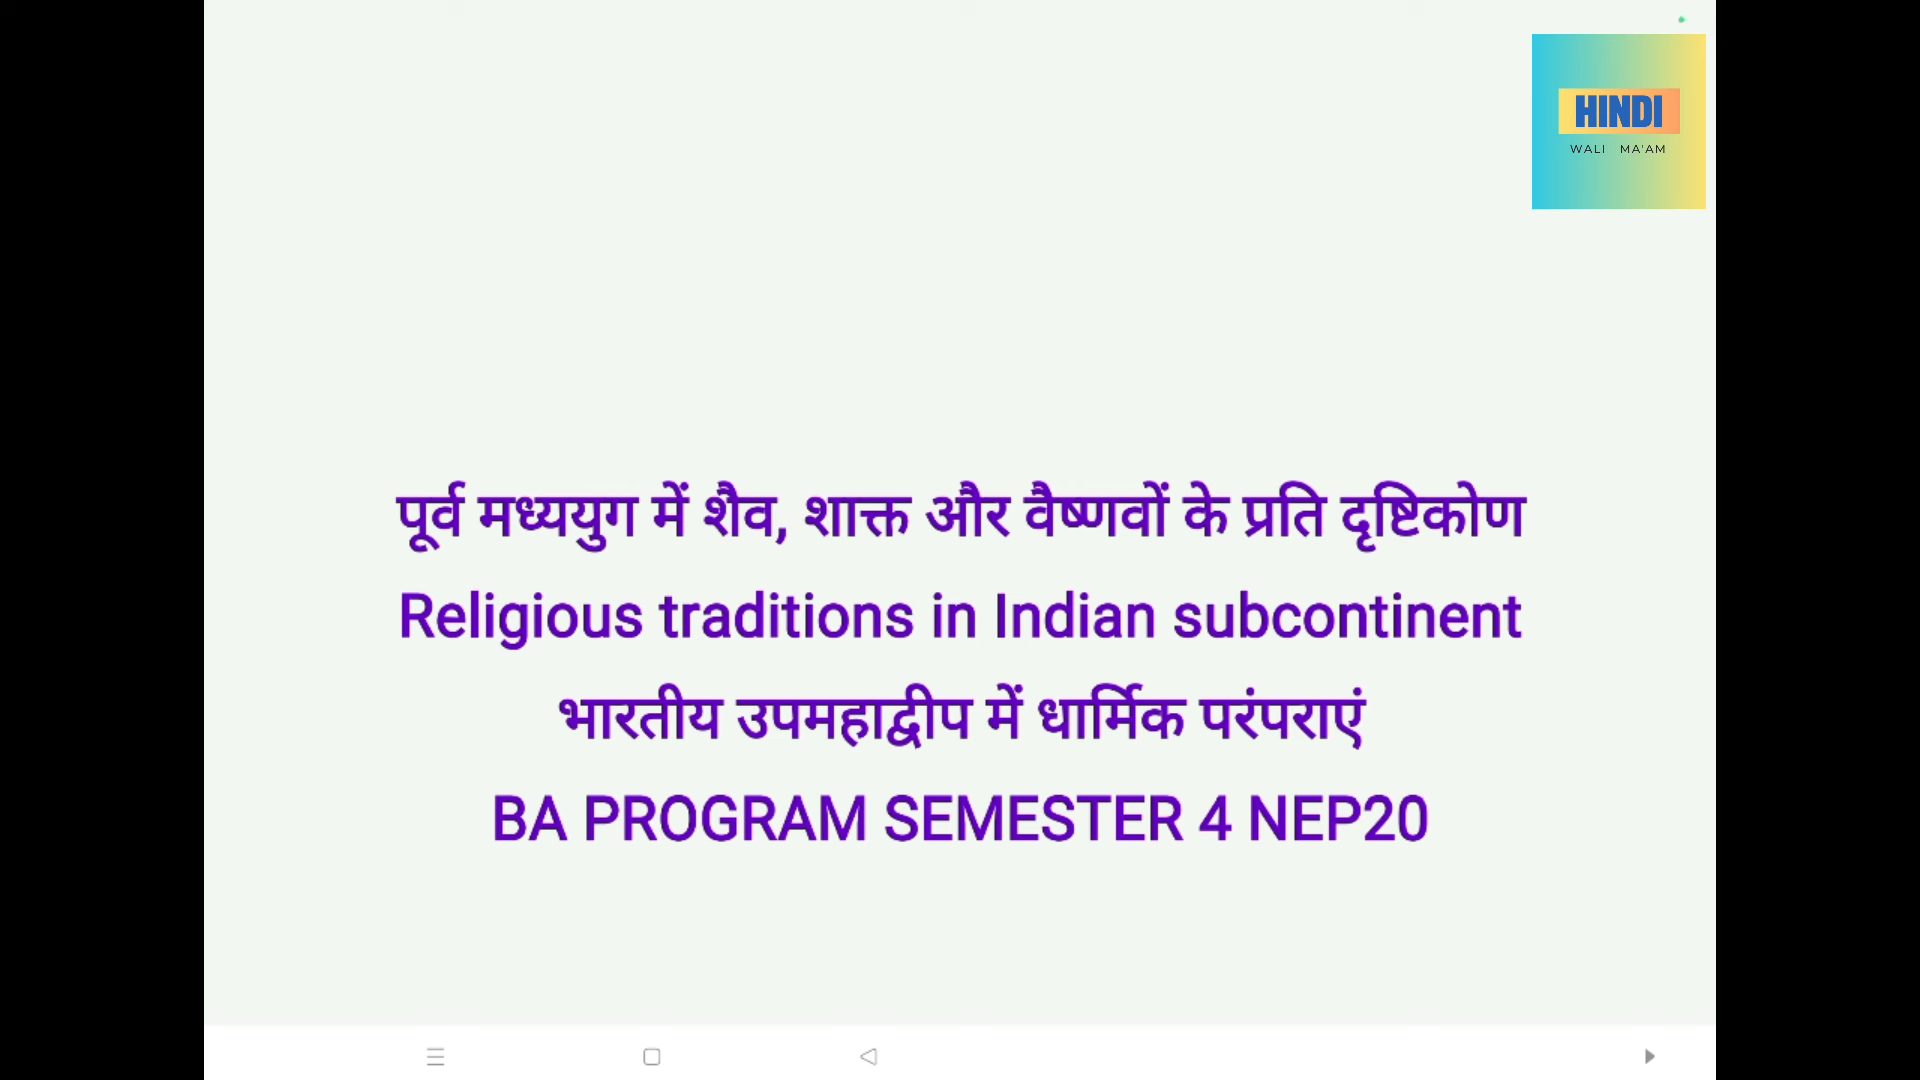 HINDI
WALI MA'AM
पूर्व मध्ययुग में शैव, शाक्त और वैष्णवों के प्रति दृष्टिकोण
Religious traditions in Indian subcontinent
भारतीय उपमहाद्वीप में धार्मिक परंपराएं
BA PROGRAM SEMESTER 4 NEP20